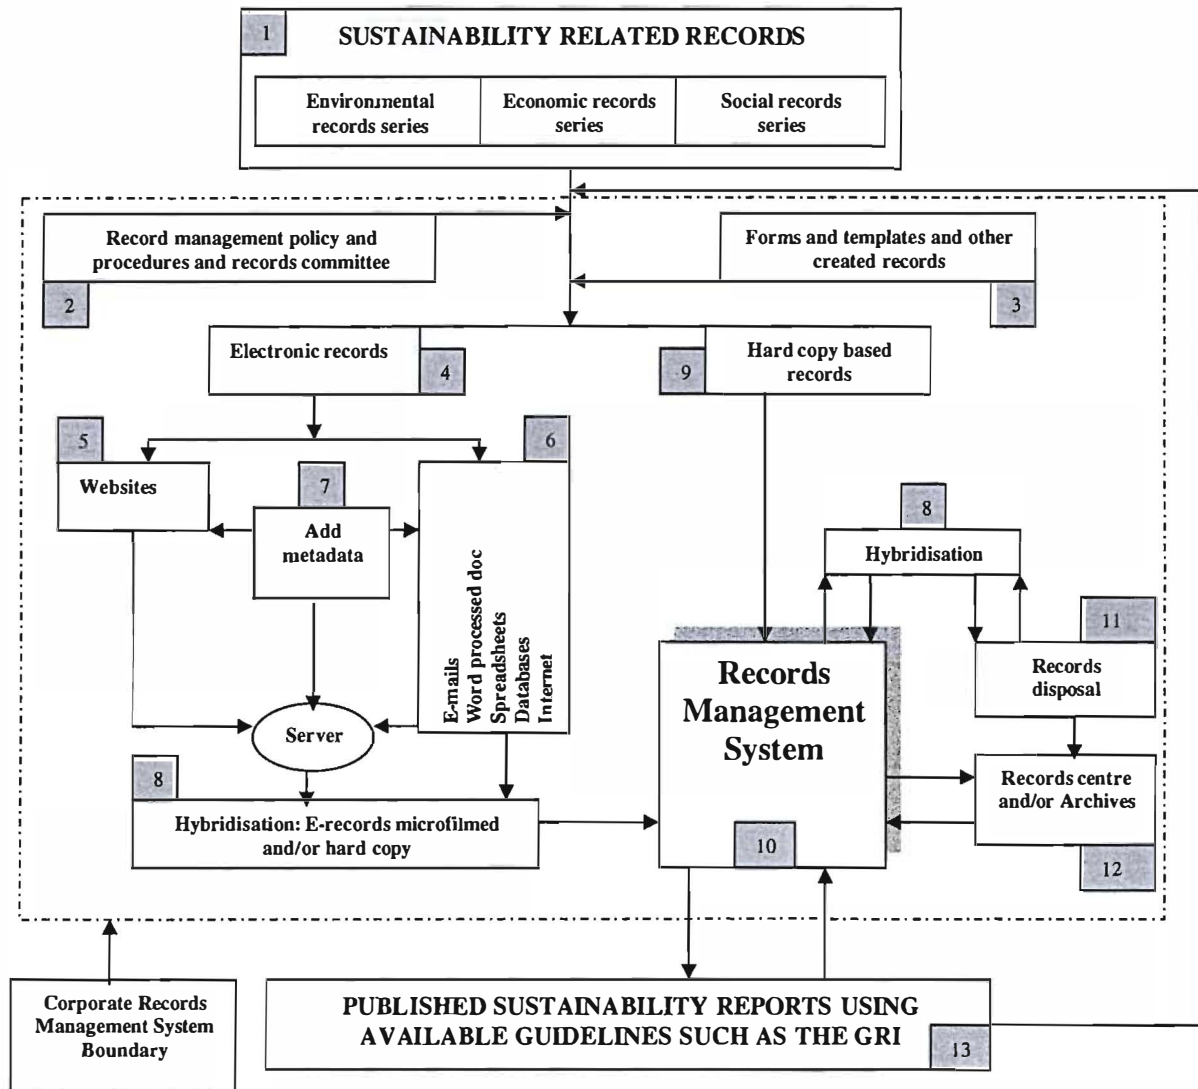 1
SUSTAINABILITY RELATED RECORDS
Environmental
records series
Economic records
series
Social records
series
Record management policy and
procedures and records committee
2
Forms and templates and other
created records
3
Electronic records
4
9
Hard copy based
records
5
Websites
6
7
Add
metadata
E-mails
Word processed doc
Spreadsheets
Databases
Internet
8
Hybridisation
11
Records
disposal
Records
Management
System
10
Server
8
Hybridisation: E-records microfilmed
and/or hard copy
Records centre
and/or Archives
12
Corporate Records
Management System
Boundary
PUBLISHED SUSTAINABILITY REPORTS USING
AVAILABLE GUIDELINES SUCH AS THE GRI
13